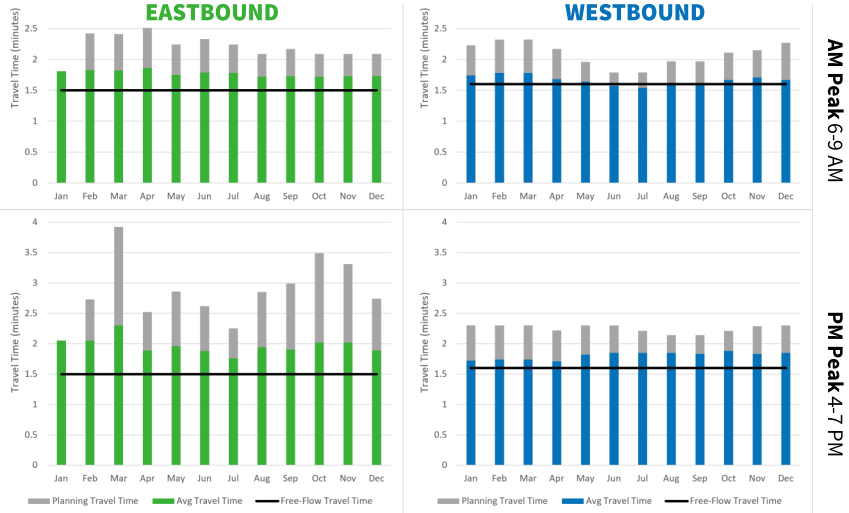 EASTBOUND
WESTBOUND
Travel Time (minutes)
2.5
2
1.5
1
0.5
0
Jan Feb Mar Apr May Jun Jul Aug Sep Oct Nov Dec
Travel Time (minutes)
2.5
2
1.5
1
0.5
0
Jan Feb Mar Apr May Jun Jul Aug Sep Oct Nov Dec
AM Peak 6-9 AM
Travel Time (minutes)
4
3.5
3
2.5
2
1.5
1
0.5
0
Jan Feb Mar Apr May Jun Jul Aug Sep Oct Nov Dec
Planning Travel Time Avg Travel Time Free-Flow Travel Time
Travel Time (minutes)
4
3.5
3
2.5
2
1.5
1
0.5
0
Jan Feb Mar Apr May Jun Jul Aug Sep Oct Nov Dec
Planning Travel Time Avg Travel Time Free-Flow Travel Time
PM Peak 4-7 PM